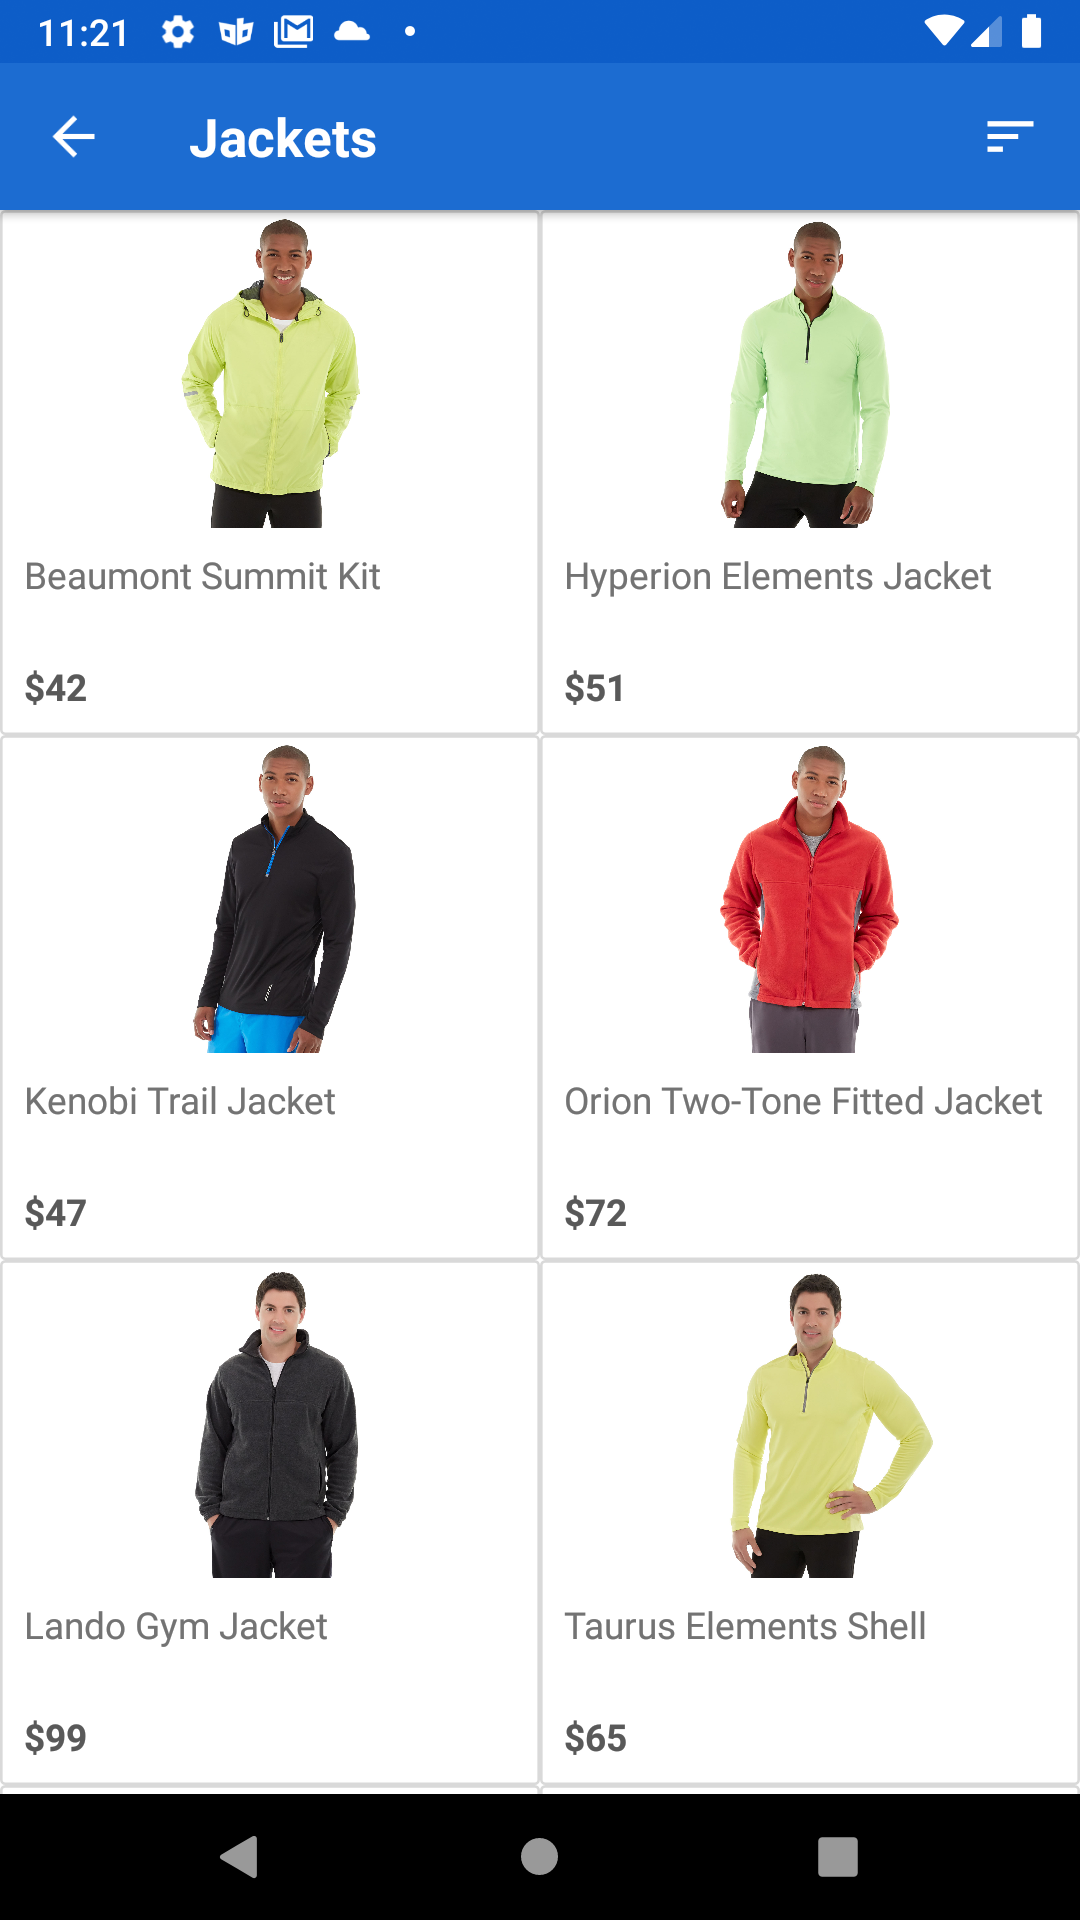 11:21
Jackets
Beaumont Summit Kit
$42
Hyperion Elements Jacket
$51
Kenobi Trail Jacket
$47
Orion Two-Tone Fitted Jacket
$72
Lando Gym Jacket
$99
Taurus Elements Shell
$65